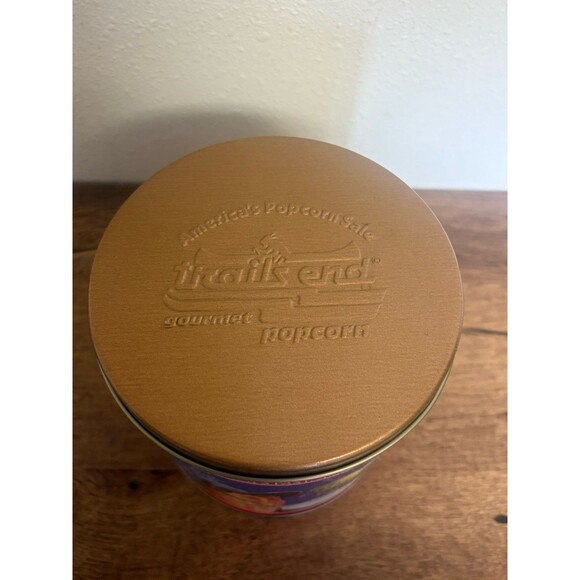 America's Popcorn Sale
trail's end®
gourmet
popcorn